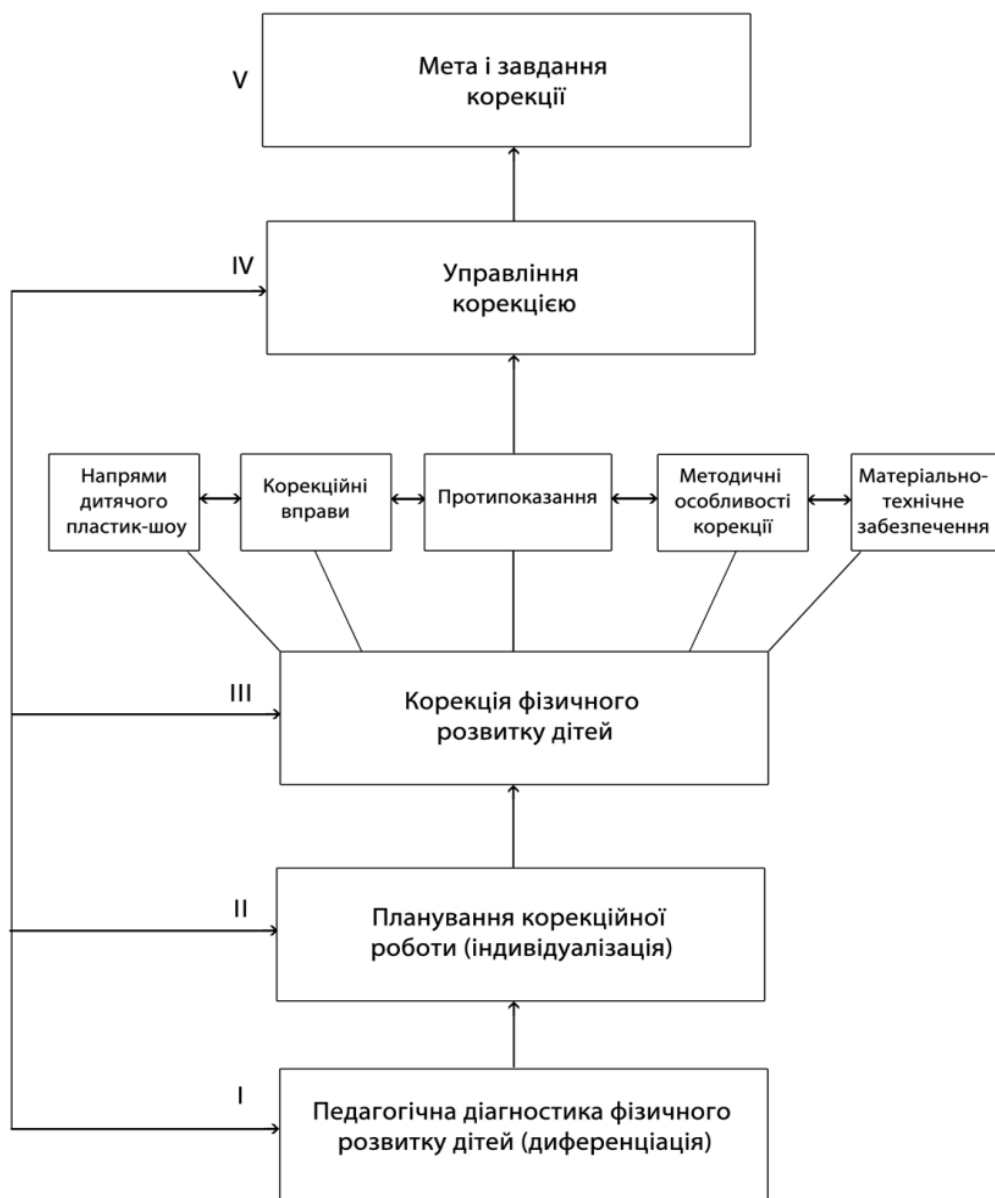 V
Мета і завдання
корекції
IV
Управління
корекцією
Напрями
дитячого
пластик-шоу
Корекційні
вправи
Протипоказання
Методичні
особливості
корекції
Матеріально-
технічне
забезпечення
III
Корекція фізичного
розвитку дітей
II
Планування корекційної
роботи (індивідуалізація)
I
Педагогічна діагностика фізичного
розвитку дітей (диференціація)